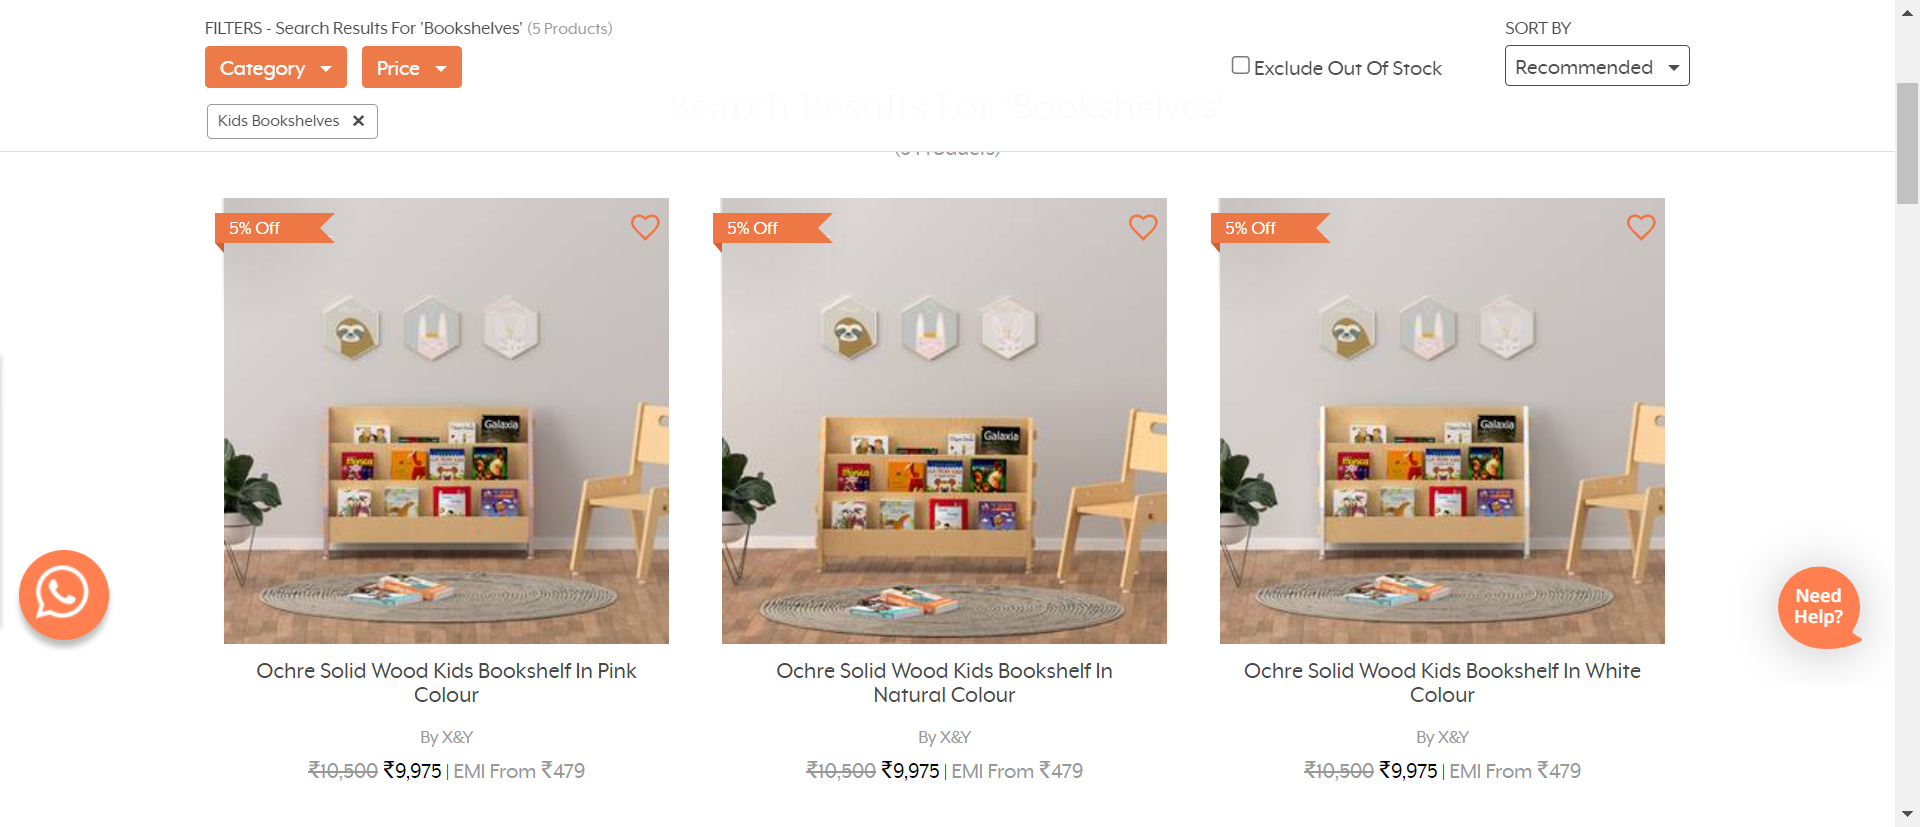 FILTERS - Search Results For 'Bookshelves' (5 Products)
SORT BY
Category
Price
Exclude Out Of Stock
Recommended
Search Results For 'Bookshelves'
Kids Bookshelves ✕
(5 Products)
5% Off
5% Off
5% Off
Galaxia
Monica
Galaxia
Monica
Galaxia
Monica
Need
Help?
Ochre Solid Wood Kids Bookshelf In Pink
Colour
By X&Y
₹10,500 ₹9,975 | EMI From ₹479
Ochre Solid Wood Kids Bookshelf In
Natural Colour
By X&Y
₹10,500 ₹9,975 | EMI From ₹479
Ochre Solid Wood Kids Bookshelf In White
Colour
By X&Y
₹10,500 ₹9,975 | EMI From ₹479